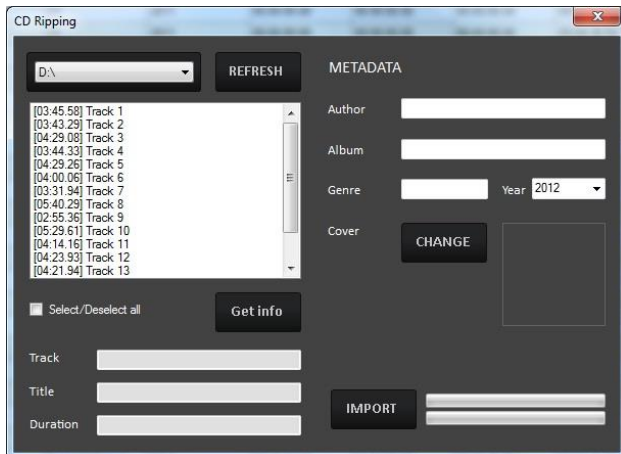 CD Ripping
D:\
REFRESH
[03:45.58] Track 1
[03:43.29] Track 2
[04:29.08] Track 3
[03:44.33] Track 4
[04:29.26] Track 5
[04:00.06] Track 6
[03:31.94] Track 7
[05:40.29] Track 8
[02:55.36] Track 9
[05:29.61] Track 10
[04:14.16] Track 11
[04:23.93] Track 12
[04:21.94] Track 13
Select/Deselect all
Get info
Track
Title
Duration
METADATA
Author
Album
Genre
Year 2012
Cover
CHANGE
IMPORT